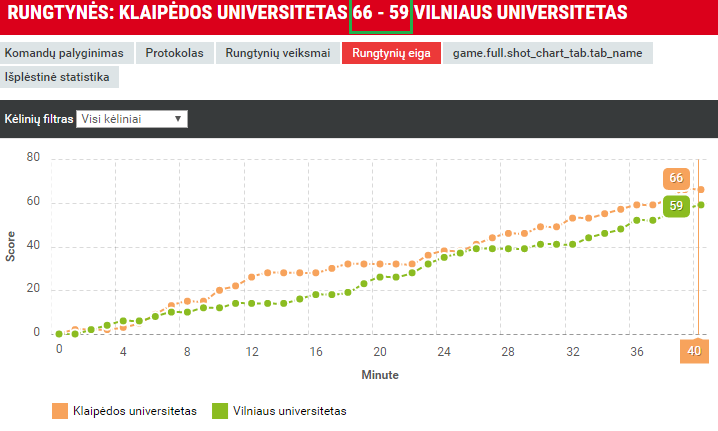 RUNGTYNĖS: KLAIPĖDOS UNIVERSITETAS 66 - 59 VILNIAUS UNIVERSITETAS
Komandų palyginimas Protokolas Rungtynių veiksmai Rungtynių eiga game.full.shot_chart_tab.tab_name
Išplėstinė statistika
Kėlinių filtras Visi kėliniai
80
60
40
20
0
Score
66
59
0 4 8 12 16 20 24 28 32 36 40
Minute
Klaipėdos universitetas Vilniaus universitetas